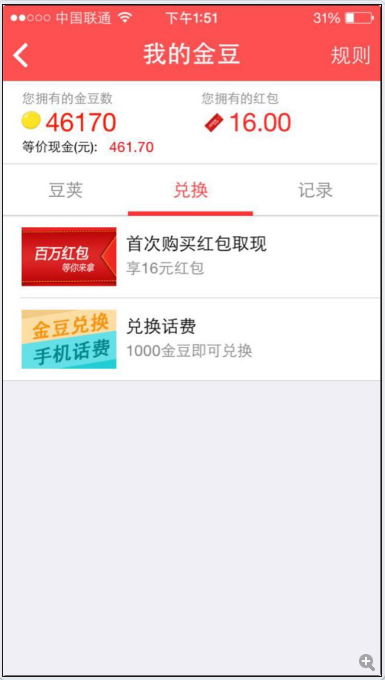 中国联通 下午1:51 31%
我的金豆 规则
您拥有的金豆数 您拥有的红包
46170 16.00
等价现金(元): 461.70
豆荚 兑换 记录
百万红包
等你来拿
首次购买红包取现
享16元红包
金豆兑换
手机话费
兑换话费
1000金豆即可兑换